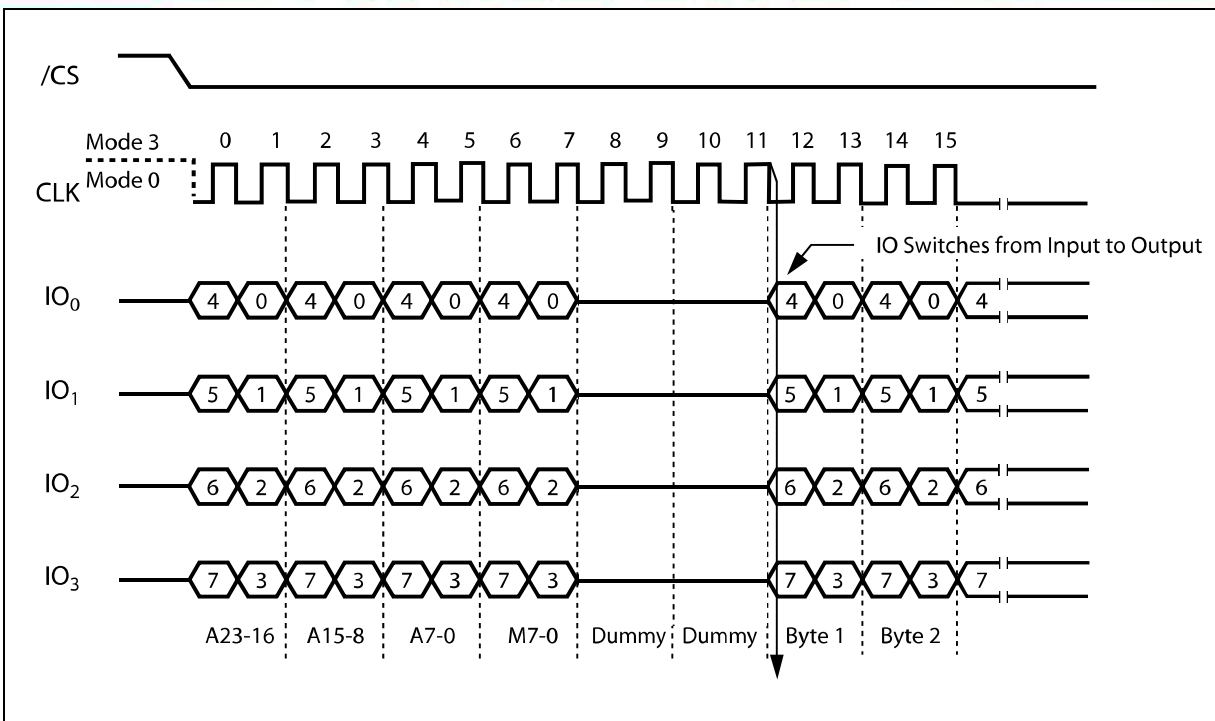 /CS
Mode 3
0 1 2 3 4 5 6 7 8 9 10 11 12 13 14 15
Mode 0
CLK
IO Switches from Input to Output
IO0 4 0 4 0 4 0 4 0 4 0 4 0 4
IO1 5 1 5 1 5 1 5 1 5 1 5 1 5
IO2 6 2 6 2 6 2 6 2 6 2 6 2 6
IO3 7 3 7 3 7 3 7 3 7 3 7 3 7
A23-16 A15-8 A7-0 M7-0 Dummy Dummy Byte 1 Byte 2